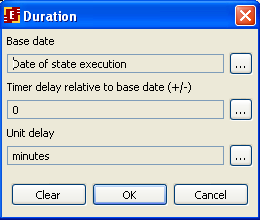 E Duration
Base date
Date of state execution
...
Timer delay relative to base date (+/-)
0
...
Unit delay
minutes
...
Clear OK Cancel